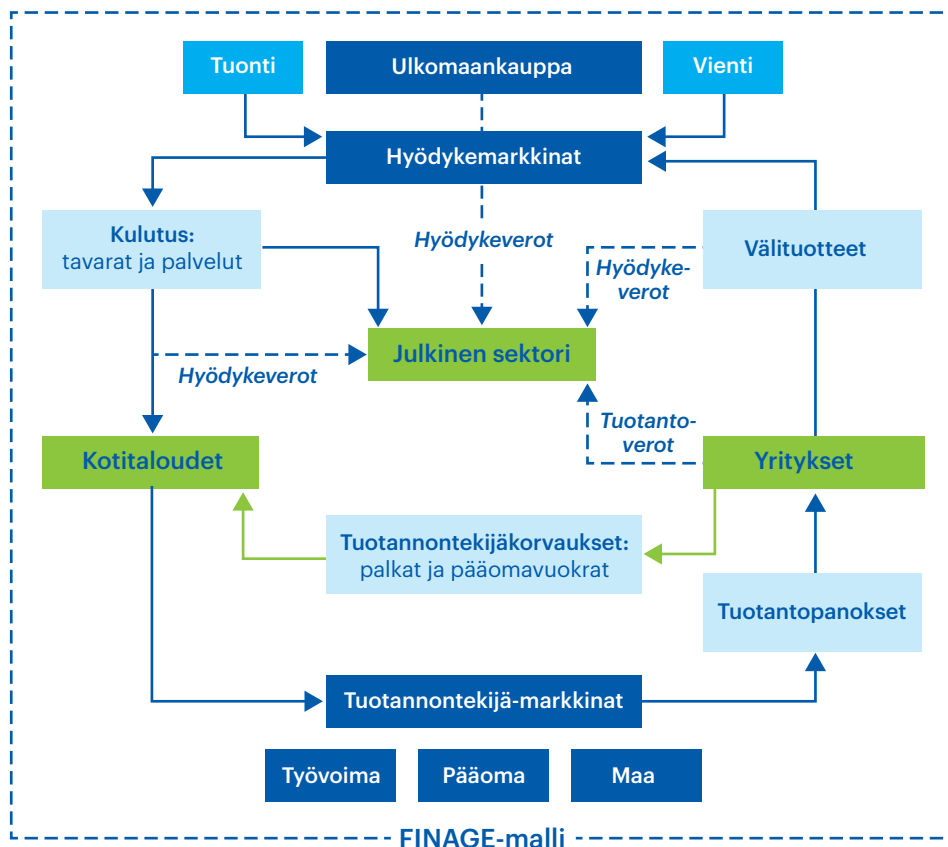 Tuonti
Ulkomaankauppa
Vienti
Hyödykemarkkinat
Kulutus:
tavarat ja palvelut
Hyödykeverot
Hyödyke-
verot
Välituotteet
Julkinen sektori
Hyödykeverot
Tuotanto-
verot
Kotitaloudet
Yritykset
Tuotannontekijäkorvaukset:
palkat ja pääomavuokrat
Tuotantopanokset
Tuotannontekijä-markkinat
Työvoima
Pääoma
Maa
FINAGE-malli